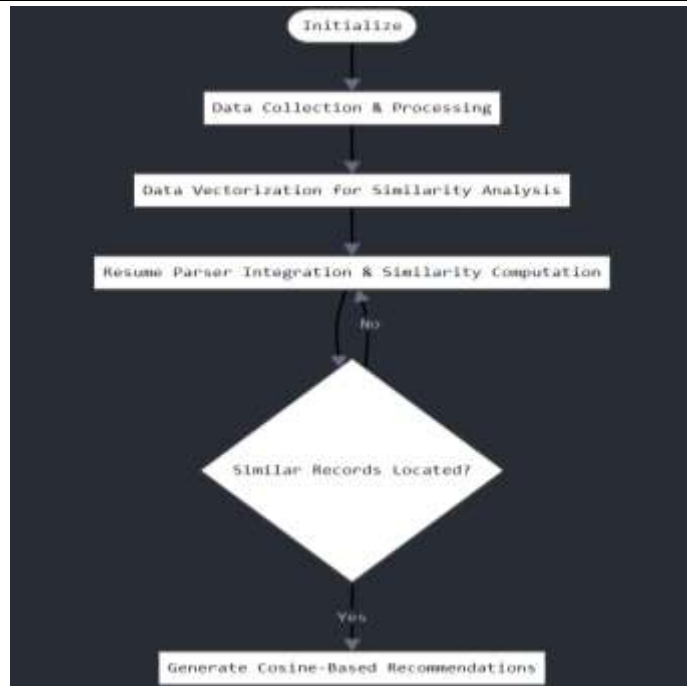 Initialize
Data Collection & Processing
Data Vectorization for Similarity Analysis
Resume Parser Integration & Similarity Computation
No
Similar Records Located?
Yes
Generate Cosine-Based Recommendations